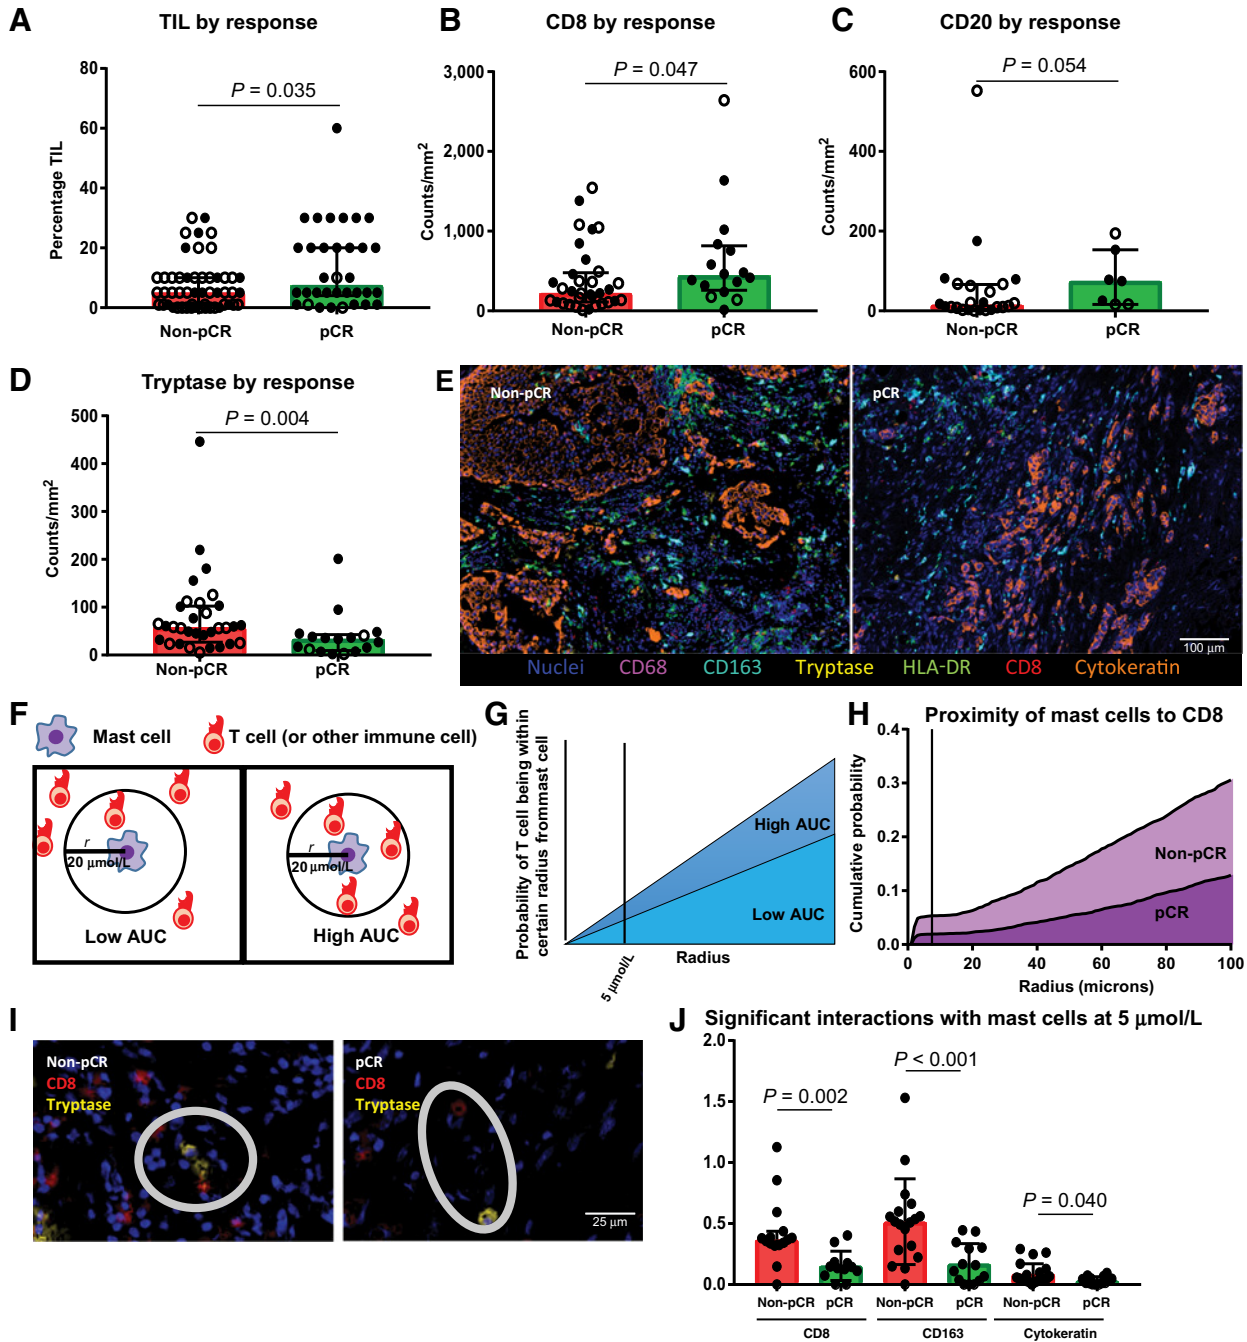 A
TIL by response
P = 0.035
Percentage TIL
80
60
40
20
0
Non-pCR
pCR
B
CD8 by response
P = 0.047
Counts/mm²
3,000
2,000
1,000
0
Non-pCR
pCR
C
CD20 by response
P = 0.054
Counts/mm²
600
400
200
0
Non-pCR
pCR
D
Tryptase by response
P = 0.004
Counts/mm²
500
400
300
200
100
0
Non-pCR
pCR
E
Non-pCR
pCR
100 μm
Nuclei CD68 CD163 Tryptase HLA-DR CD8 Cytokeratin
F
Mast cell
T cell (or other immune cell)
r
20 μmol/L
Low AUC
r
20 μmol/L
High AUC
G
Probability of T cell being within
certain radius frommast cell
High AUC
Low AUC
Radius
5 μmol/L
H
Proximity of mast cells to CD8
Cumulative probability
0.4
0.3
0.2
0.1
0.0
Non-pCR
pCR
0 20 40 60 80 100
Radius (microns)
I
Non-pCR
CD8
Tryptase
pCR
CD8
Tryptase
25 μm
J
Significant interactions with mast cells at 5 μmol/L
2.0
1.5
1.0
0.5
0.0
P = 0.002
P < 0.001
P = 0.040
Non-pCR pCR Non-pCR pCR Non-pCR pCR
CD8 CD163 Cytokeratin